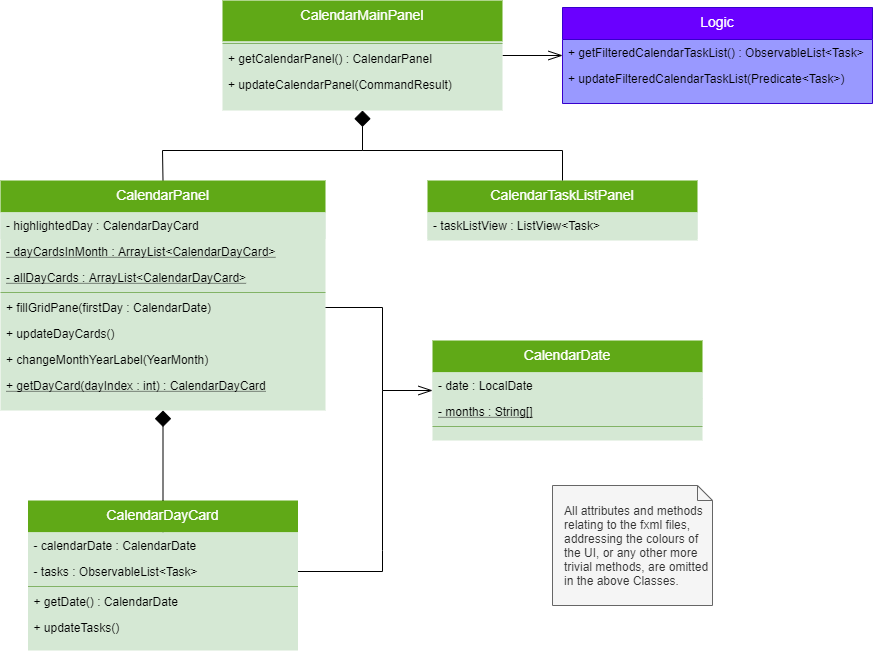 CalendarMainPanel
+ getCalendarPanel() : CalendarPanel
+ updateCalendarPanel(CommandResult)
Logic
+ getFilteredCalendarTaskList() : ObservableList<Task>
+ updateFilteredCalendarTaskList(Predicate<Task>)
CalendarPanel
- highlightedDay : CalendarDayCard
- dayCardsInMonth : ArrayList<CalendarDayCard>
- allDayCards : ArrayList<CalendarDayCard>
+ fillGridPane(firstDay : CalendarDate)
+ updateDayCards()
+ changeMonthYearLabel(YearMonth)
+ getDayCard(dayIndex : int) : CalendarDayCard
CalendarTaskListPanel
- taskListView : ListView<Task>
CalendarDate
- date : LocalDate
- months : String[]
CalendarDayCard
- calendarDate : CalendarDate
- tasks : ObservableList<Task>
+ getDate() : CalendarDate
+ updateTasks()
All attributes and methods
relating to the fxml files,
addressing the colours of
the UI, or any other more
trivial methods, are omitted
in the above Classes.